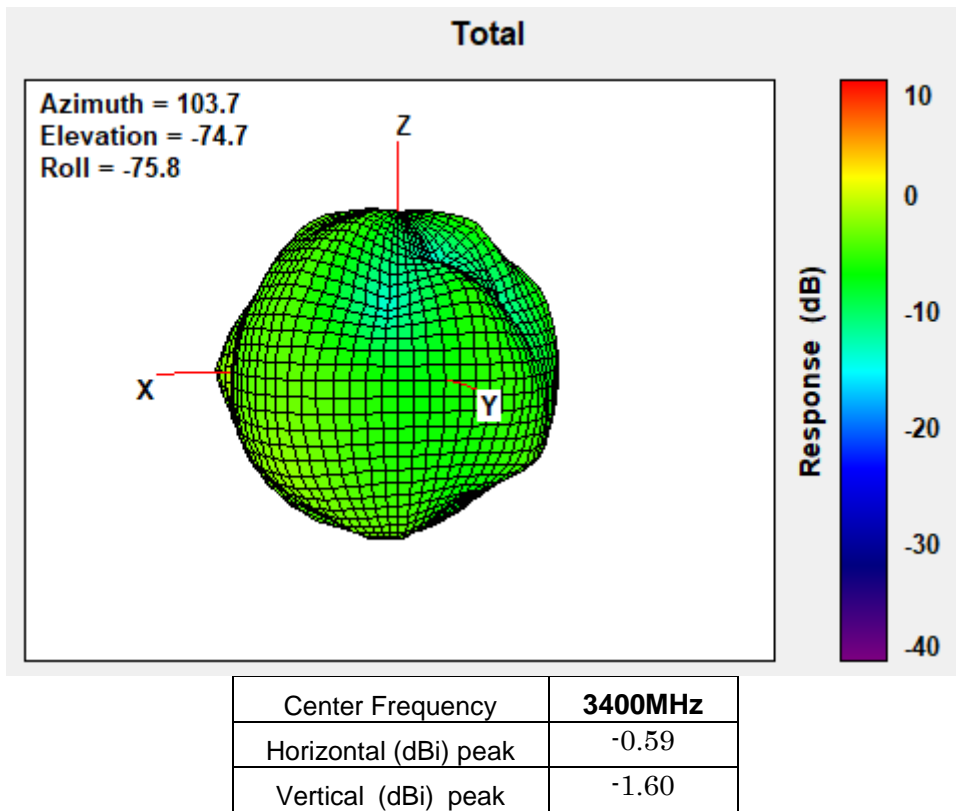 Total
Azimuth = 103.7
Elevation = -74.7
Roll = -75.8
Z
X
Y
10
0
-10
-20
-30
-40
Response (dB)
Center Frequency 3400MHz
Horizontal (dBi) peak -0.59
Vertical (dBi) peak -1.60